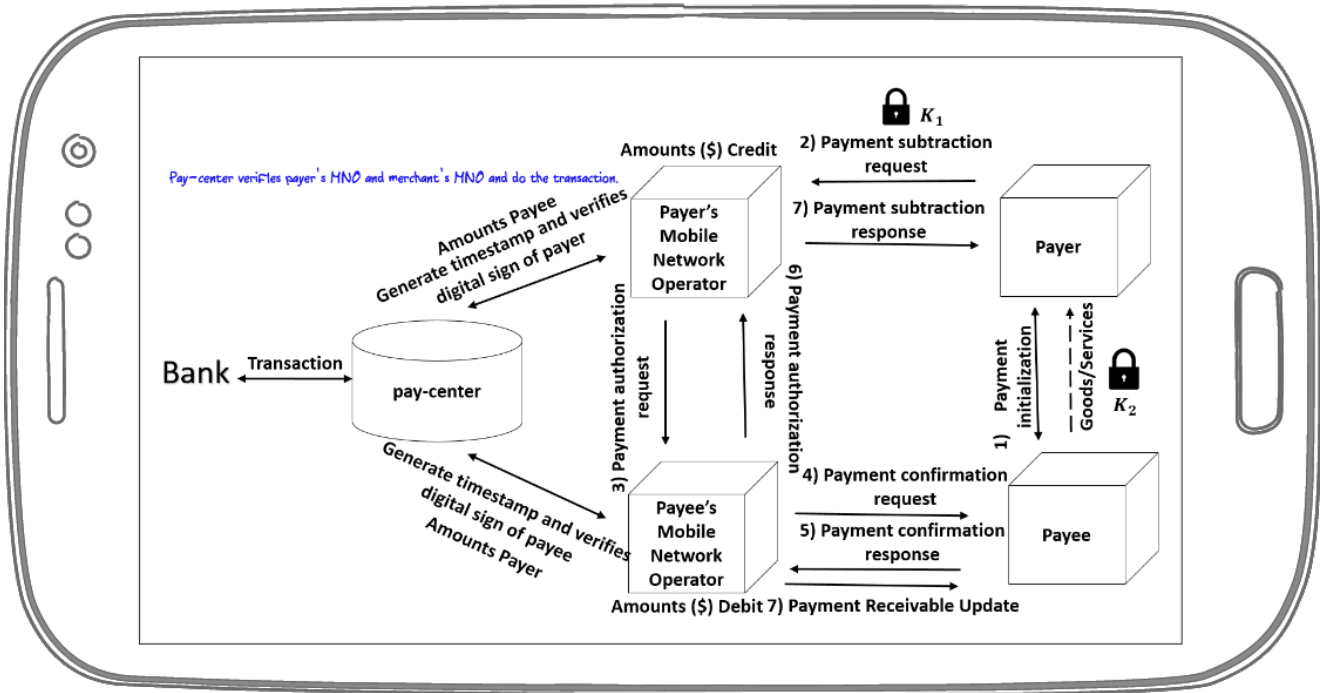 K₁
2) Payment subtraction
request
Amounts ($) Credit
Pay-center verifies payer's MNO and merchant's MNO and do the transaction.
Amounts Payee
Generate timestamp and verifies
digital sign of payer
Payer's
Mobile
Network
Operator
7) Payment subtraction
response
Payer
Bank
Transaction
pay-center
3) Payment authorization
request
6) Payment authorization
response
1) Payment
initialization
Goods/Services
K₂
Generate timestamp and verifies
digital sign of payee
Amounts Payer
Payee's
Mobile
Network
Operator
4) Payment confirmation
request
5) Payment confirmation
response
Payee
Amounts ($) Debit
7) Payment Receivable Update